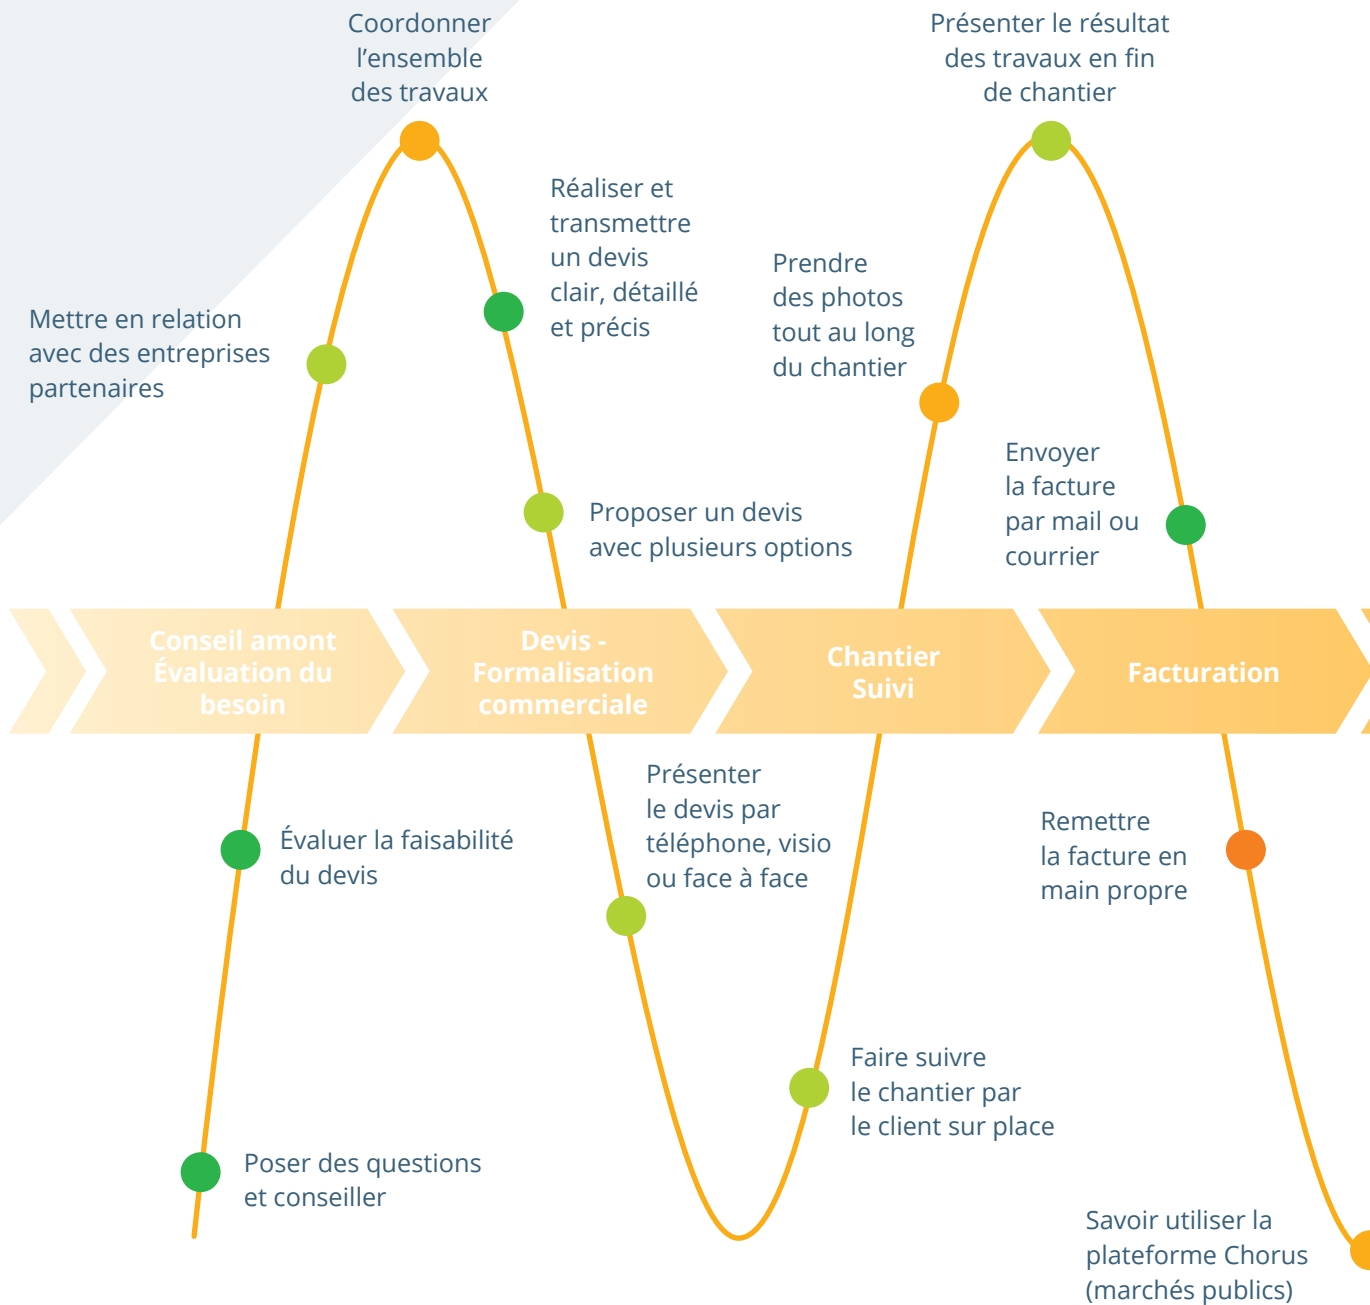 Coordonner
l’ensemble
des travaux
Présenter le résultat
des travaux en fin
de chantier
Réaliser et
transmettre
un devis
clair, détaillé
et précis
Prendre
des photos
tout au long
du chantier
Mettre en relation
avec des entreprises
partenaires
Envoyer
la facture
par mail ou
courrier
Proposer un devis
avec plusieurs options
Conseil amont
Évaluation du
besoin
Devis -
Formalisation
commerciale
Chantier
Suivi
Facturation
Présenter
le devis par
téléphone, visio
ou face à face
Évaluer la faisabilité
du devis
Remettre
la facture en
main propre
Faire suivre
le chantier par
le client sur place
Poser des questions
et conseiller
Savoir utiliser la
plateforme Chorus
(marchés publics)